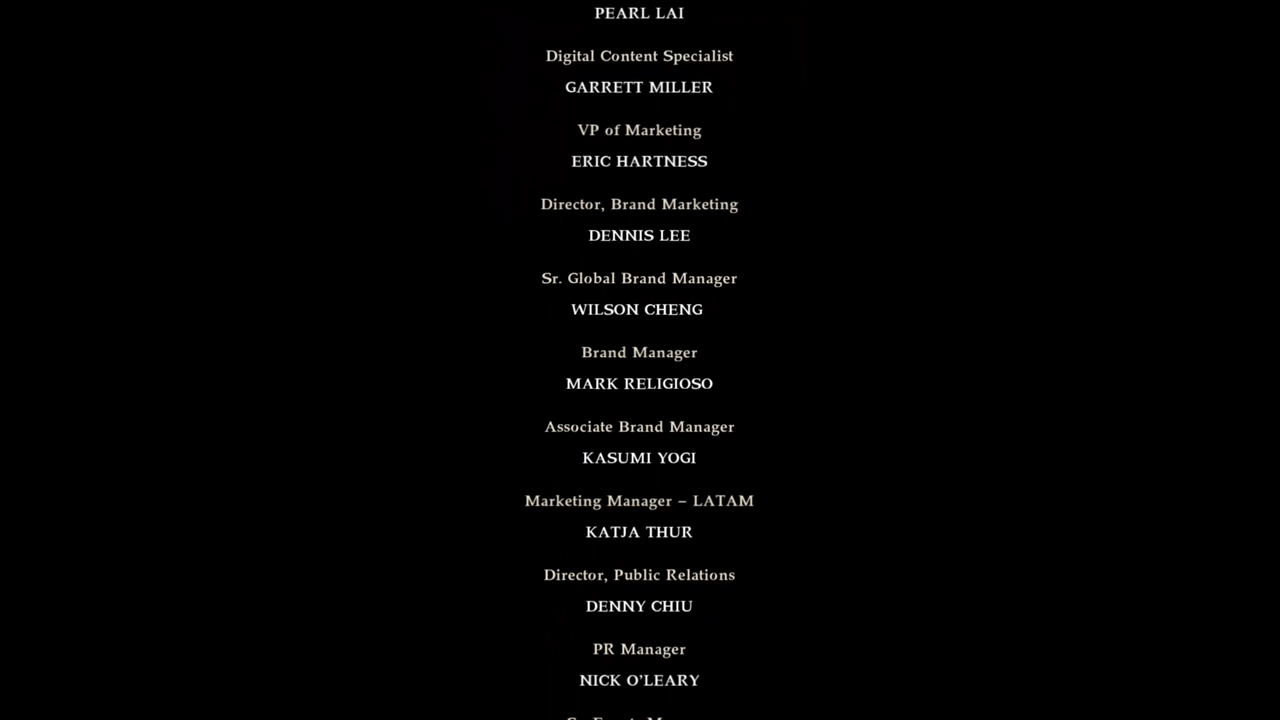 PEARL LAI
Digital Content Specialist
GARRETT MILLER
VP of Marketing
ERIC HARTNESS
Director, Brand Marketing
DENNIS LEE
Sr. Global Brand Manager
WILSON CHENG
Brand Manager
MARK RELIGIOSO
Associate Brand Manager
KASUMI YOGI
Marketing Manager – LATAM
KATJA THUR
Director, Public Relations
DENNY CHIU
PR Manager
NICK O’LEARY